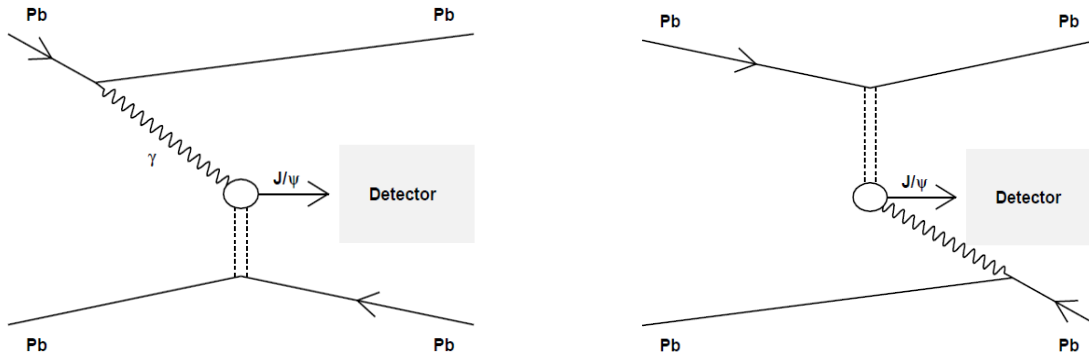 Pb Pb
γ
J/ψ
Detector
Pb Pb
Pb Pb
J/ψ
Detector
Pb Pb